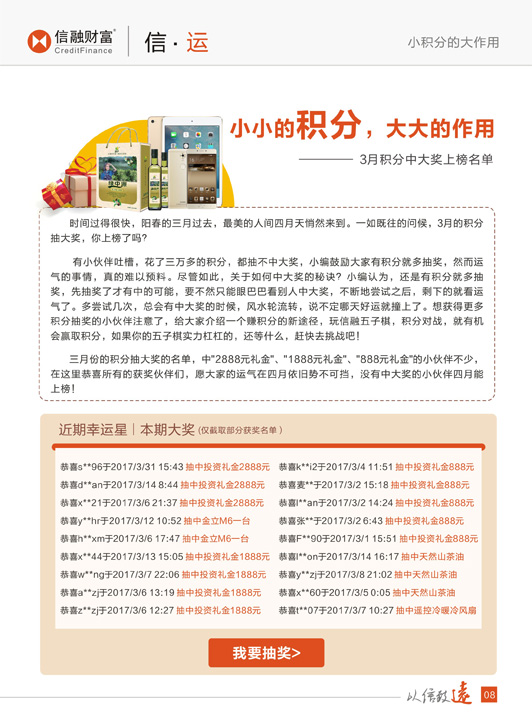 信融财富®
CreditFinance
信·运
小积分的大作用
小小的积分，大大的作用
3月积分中大奖上榜名单
时间过得很快，阳春的三月过去，最美的人间四月天悄然来到。一如既往的问候，3月的积分
抽大奖，你上榜了吗？
有小伙伴吐槽，花了三万多的积分，都抽不中大奖，小编鼓励大家有积分就多抽奖，然而运
气的事情，真的难以预料。尽管如此，关于如何中大奖的秘诀？小编认为，还是有积分就多抽
奖，先抽奖了才有中的可能，要不然只能眼巴巴看别人中大奖，不断地尝试之后，剩下的就看运
气了。多尝试几次，总会有中大奖的时候，风水轮流转，说不定哪天好运就撞上了。想获得更多
积分抽奖的小伙伴注意了，给大家介绍一个赚积分的新途径，玩信融五子棋，积分对战，就有机
会赢取积分，如果你的五子棋实力杠杠的，还等什么，赶快去挑战吧！
三月份的积分抽大奖的名单，中"2888元礼金"、"1888元礼金"、"888元礼金"的小伙伴不少，
在这里恭喜所有的获奖伙伴们，愿大家的运气在四月依旧势不可挡，没有中大奖的小伙伴四月能
上榜！
近期幸运星｜本期大奖（仅截取部分获奖名单）
恭喜s**96于2017/3/31 15:43 抽中投资礼金2888元
恭喜d**an于2017/3/14 8:44 抽中投资礼金2888元
恭喜x**21于2017/3/6 21:37 抽中投资礼金2888元
恭喜y**hr于2017/3/12 10:52 抽中金立M6一台
恭喜h**xm于2017/3/6 17:47 抽中金立M6一台
恭喜x**44于2017/3/13 15:05 抽中投资礼金1888元
恭喜w**ng于2017/3/7 22:06 抽中投资礼金1888元
恭喜a**zj于2017/3/6 13:19 抽中投资礼金1888元
恭喜z**zj于2017/3/6 12:27 抽中投资礼金1888元
恭喜k**i2于2017/3/4 11:51 抽中投资礼金888元
恭喜麦**于2017/3/2 15:18 抽中投资礼金888元
恭喜l**an于2017/3/2 14:24 抽中投资礼金888元
恭喜张**于2017/3/2 6:43 抽中投资礼金888元
恭喜F**90于2017/3/1 15:51 抽中投资礼金888元
恭喜l**on于2017/3/14 16:17 抽中天然山茶油
恭喜y**zj于2017/3/8 21:02 抽中天然山茶油
恭喜x**60于2017/3/5 0:05 抽中天然山茶油
恭喜t**07于2017/3/7 10:27 抽中遥控冷暖冷风扇
我要抽奖>
以信致遠
08